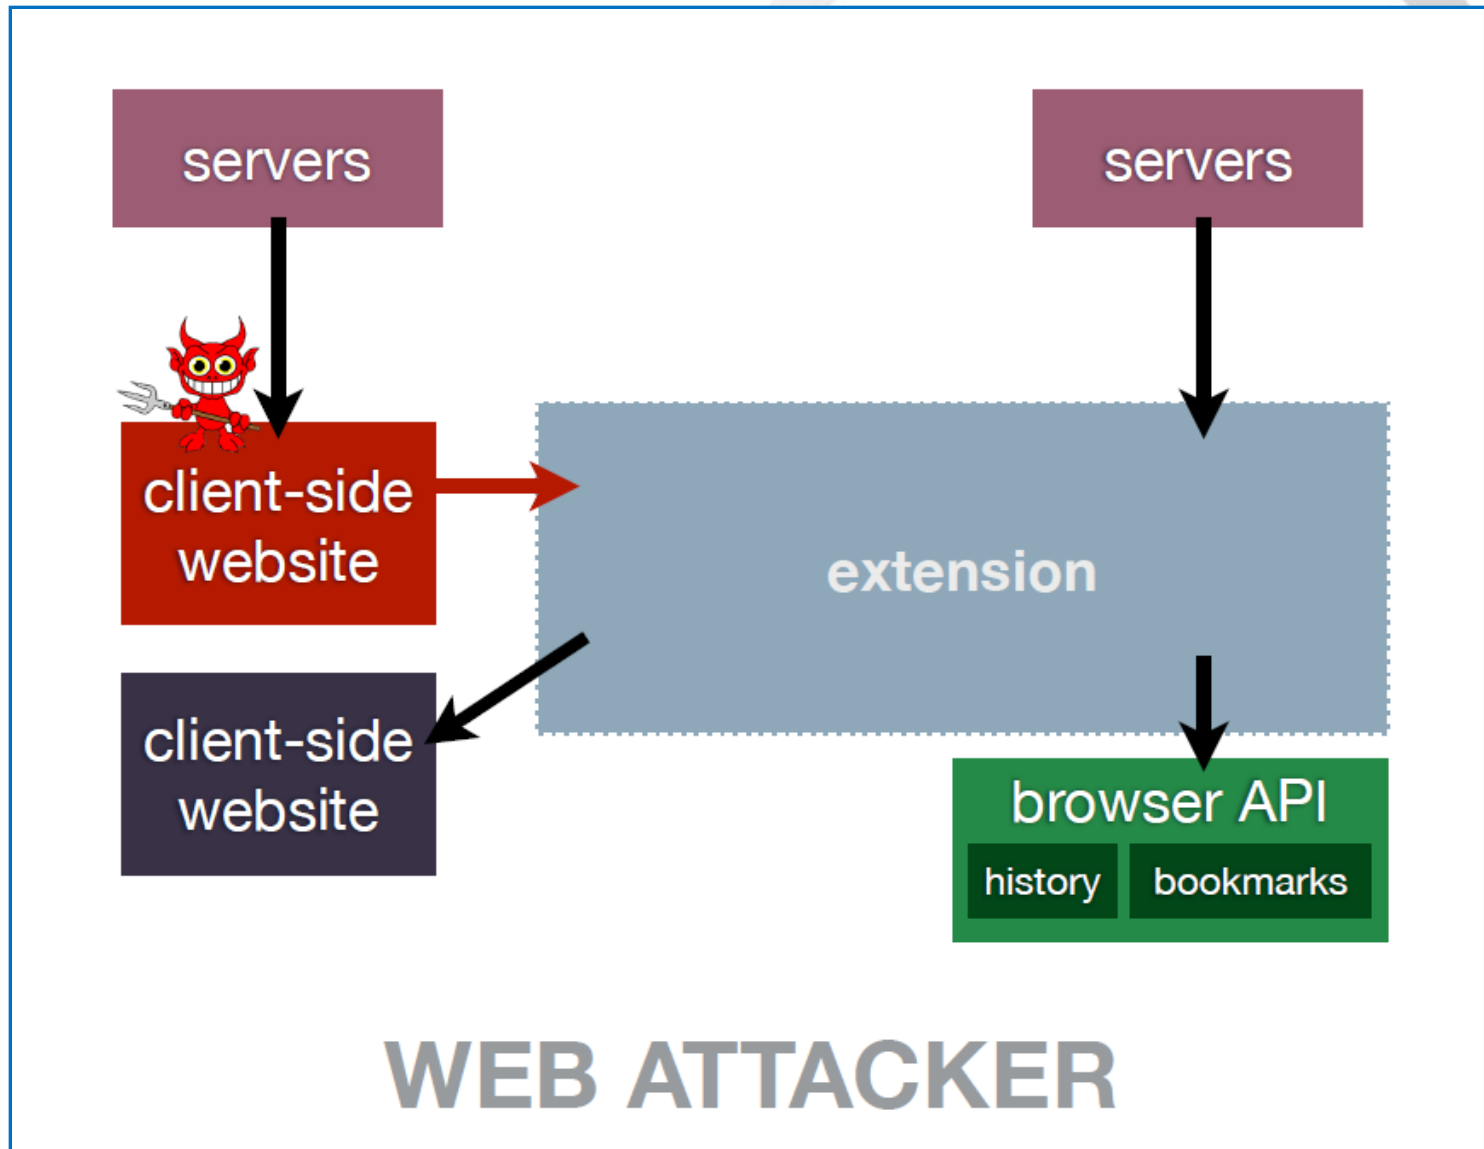 servers
servers
client-side
website
extension
client-side
website
browser API
history
bookmarks
WEB ATTACKER